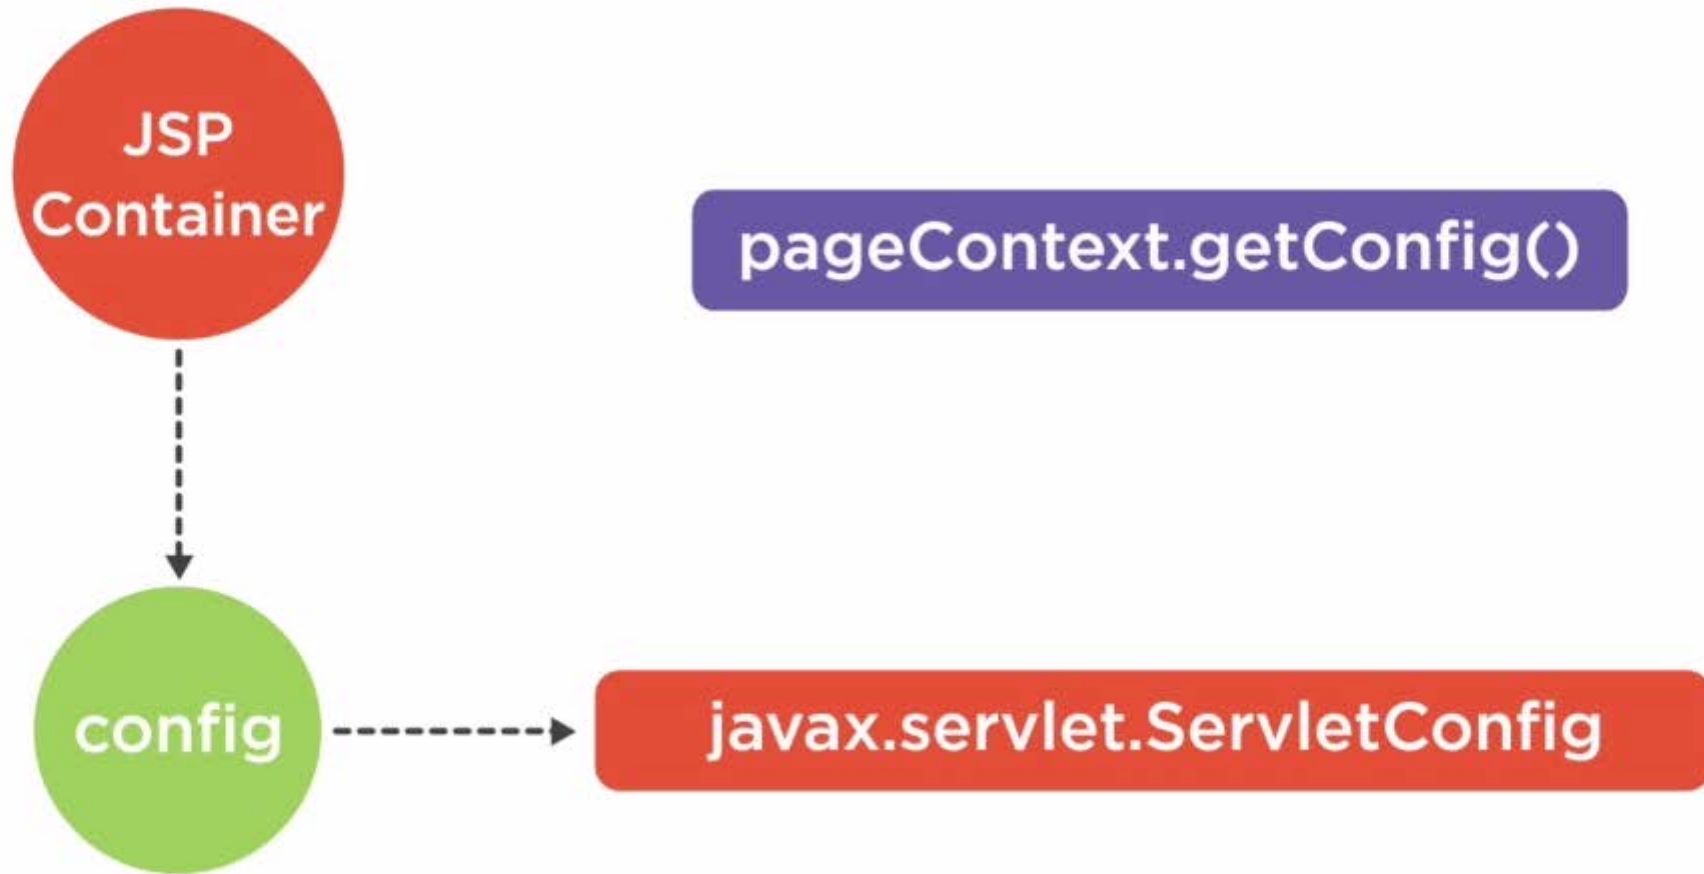 JSP
Container
pageContext.getConfig()
config
javax.servlet.ServletConfig